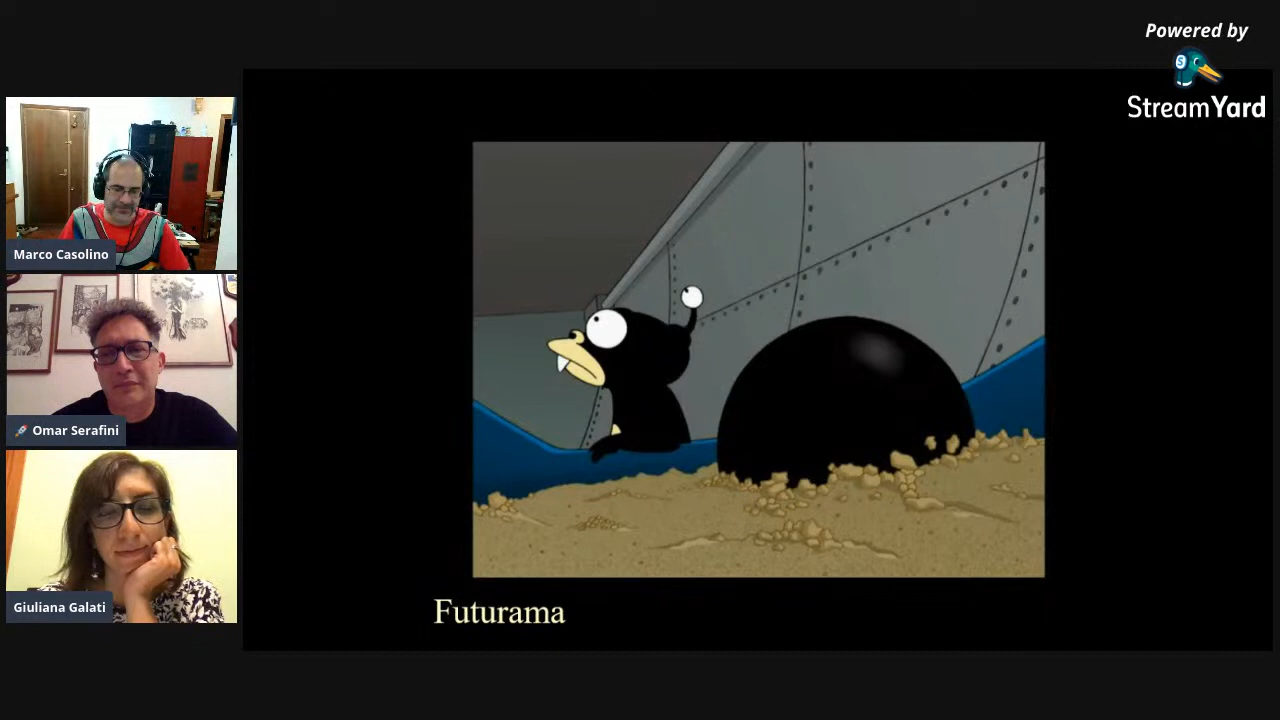 Powered by
StreamYard
Marco Casolino
🚀 Omar Serafini
Giuliana Galati
Futurama